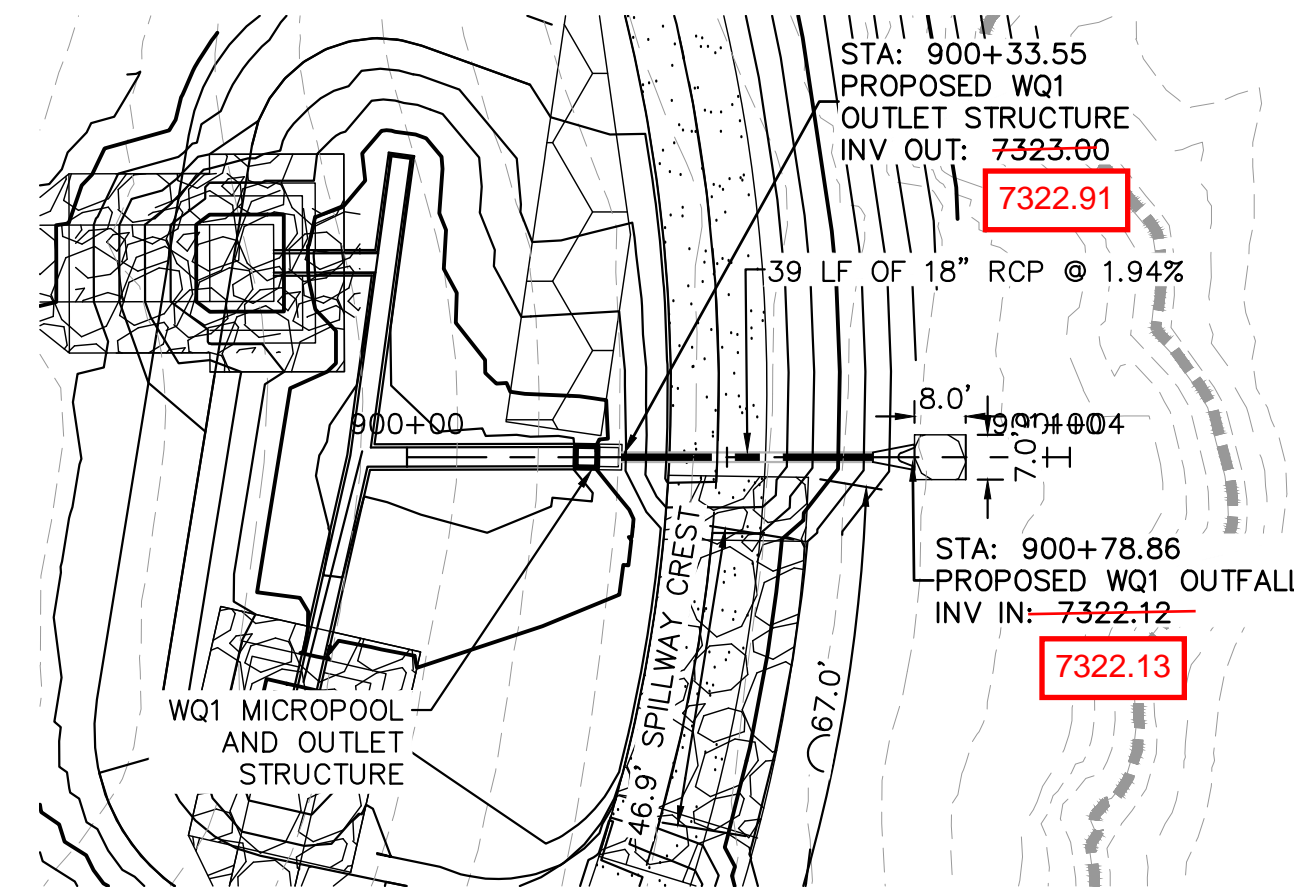 STA: 900+33.55
PROPOSED WQ1
OUTLET STRUCTURE
INV OUT: 7323.00
7322.91
39 LF OF 18" RCP @ 1.94%
8.0'
900+00
7.0'
STA: 900+78.86
PROPOSED WQ1 OUTFALL
INV IN: 7322.12
7322.13
46.9' SPILLWAY CREST
67.0'
WQ1 MICROPOOL
AND OUTLET
STRUCTURE